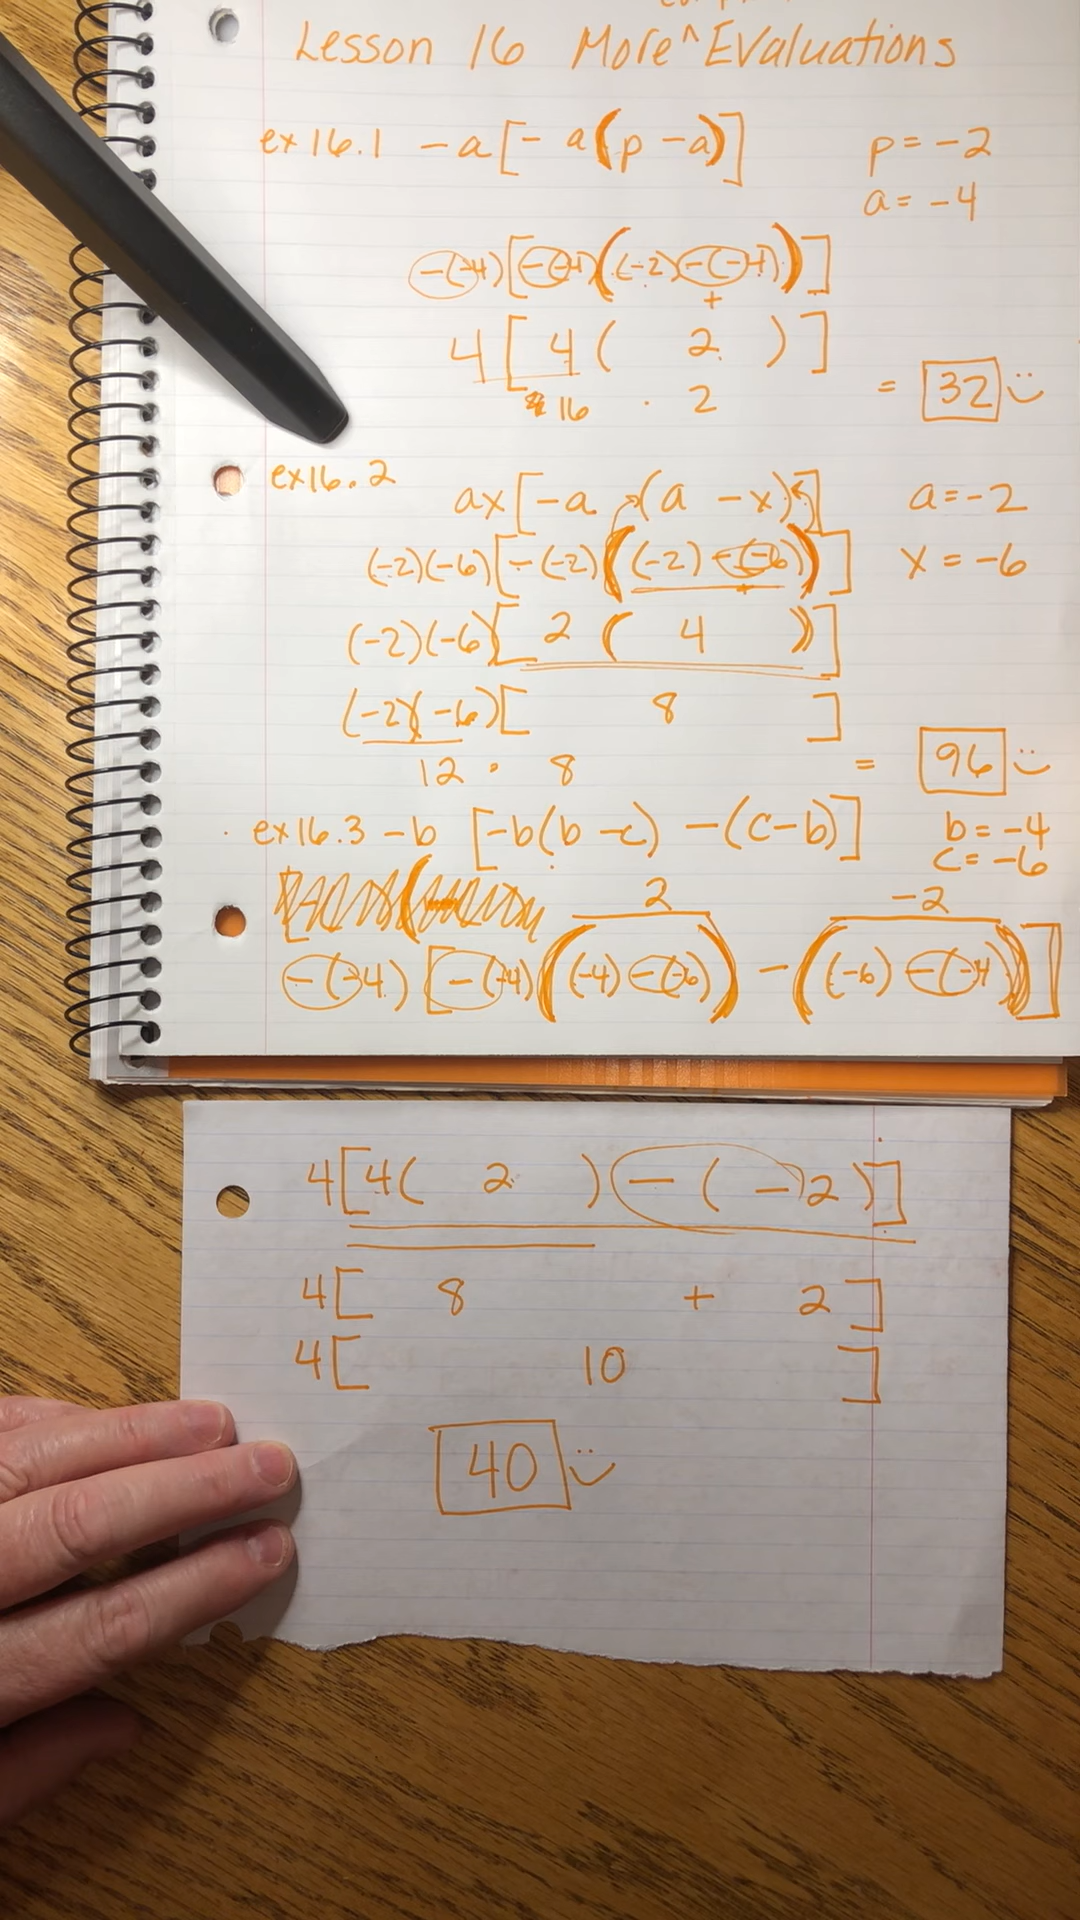 Lesson 16 More ^ Evaluations
ex 16.1 -a[-a(p-a)] p = -2
a = -4
-(-4)[-(-4)((-2)-(-4))]
+
4[4( 2 )]
16 · 2 = 32
ex16.2
ax[-a(a-x)] a = -2
(-2)(-6)[-(-2)((-2)-(-6))] x = -6
+
(-2)(-6)[2( 4 )]
(-2)(-6)[ 8 ]
12 · 8 = 96
ex16.3 -b [-b(b-c) -(c-b)] b = -4
c = -6
2 -2
-(-4)[-(-4)((-4)-(-6)) - ((-6)-(-4))]
4[4( 2 )-(-2)]
4[ 8 + 2 ]
4[ 10 ]
40